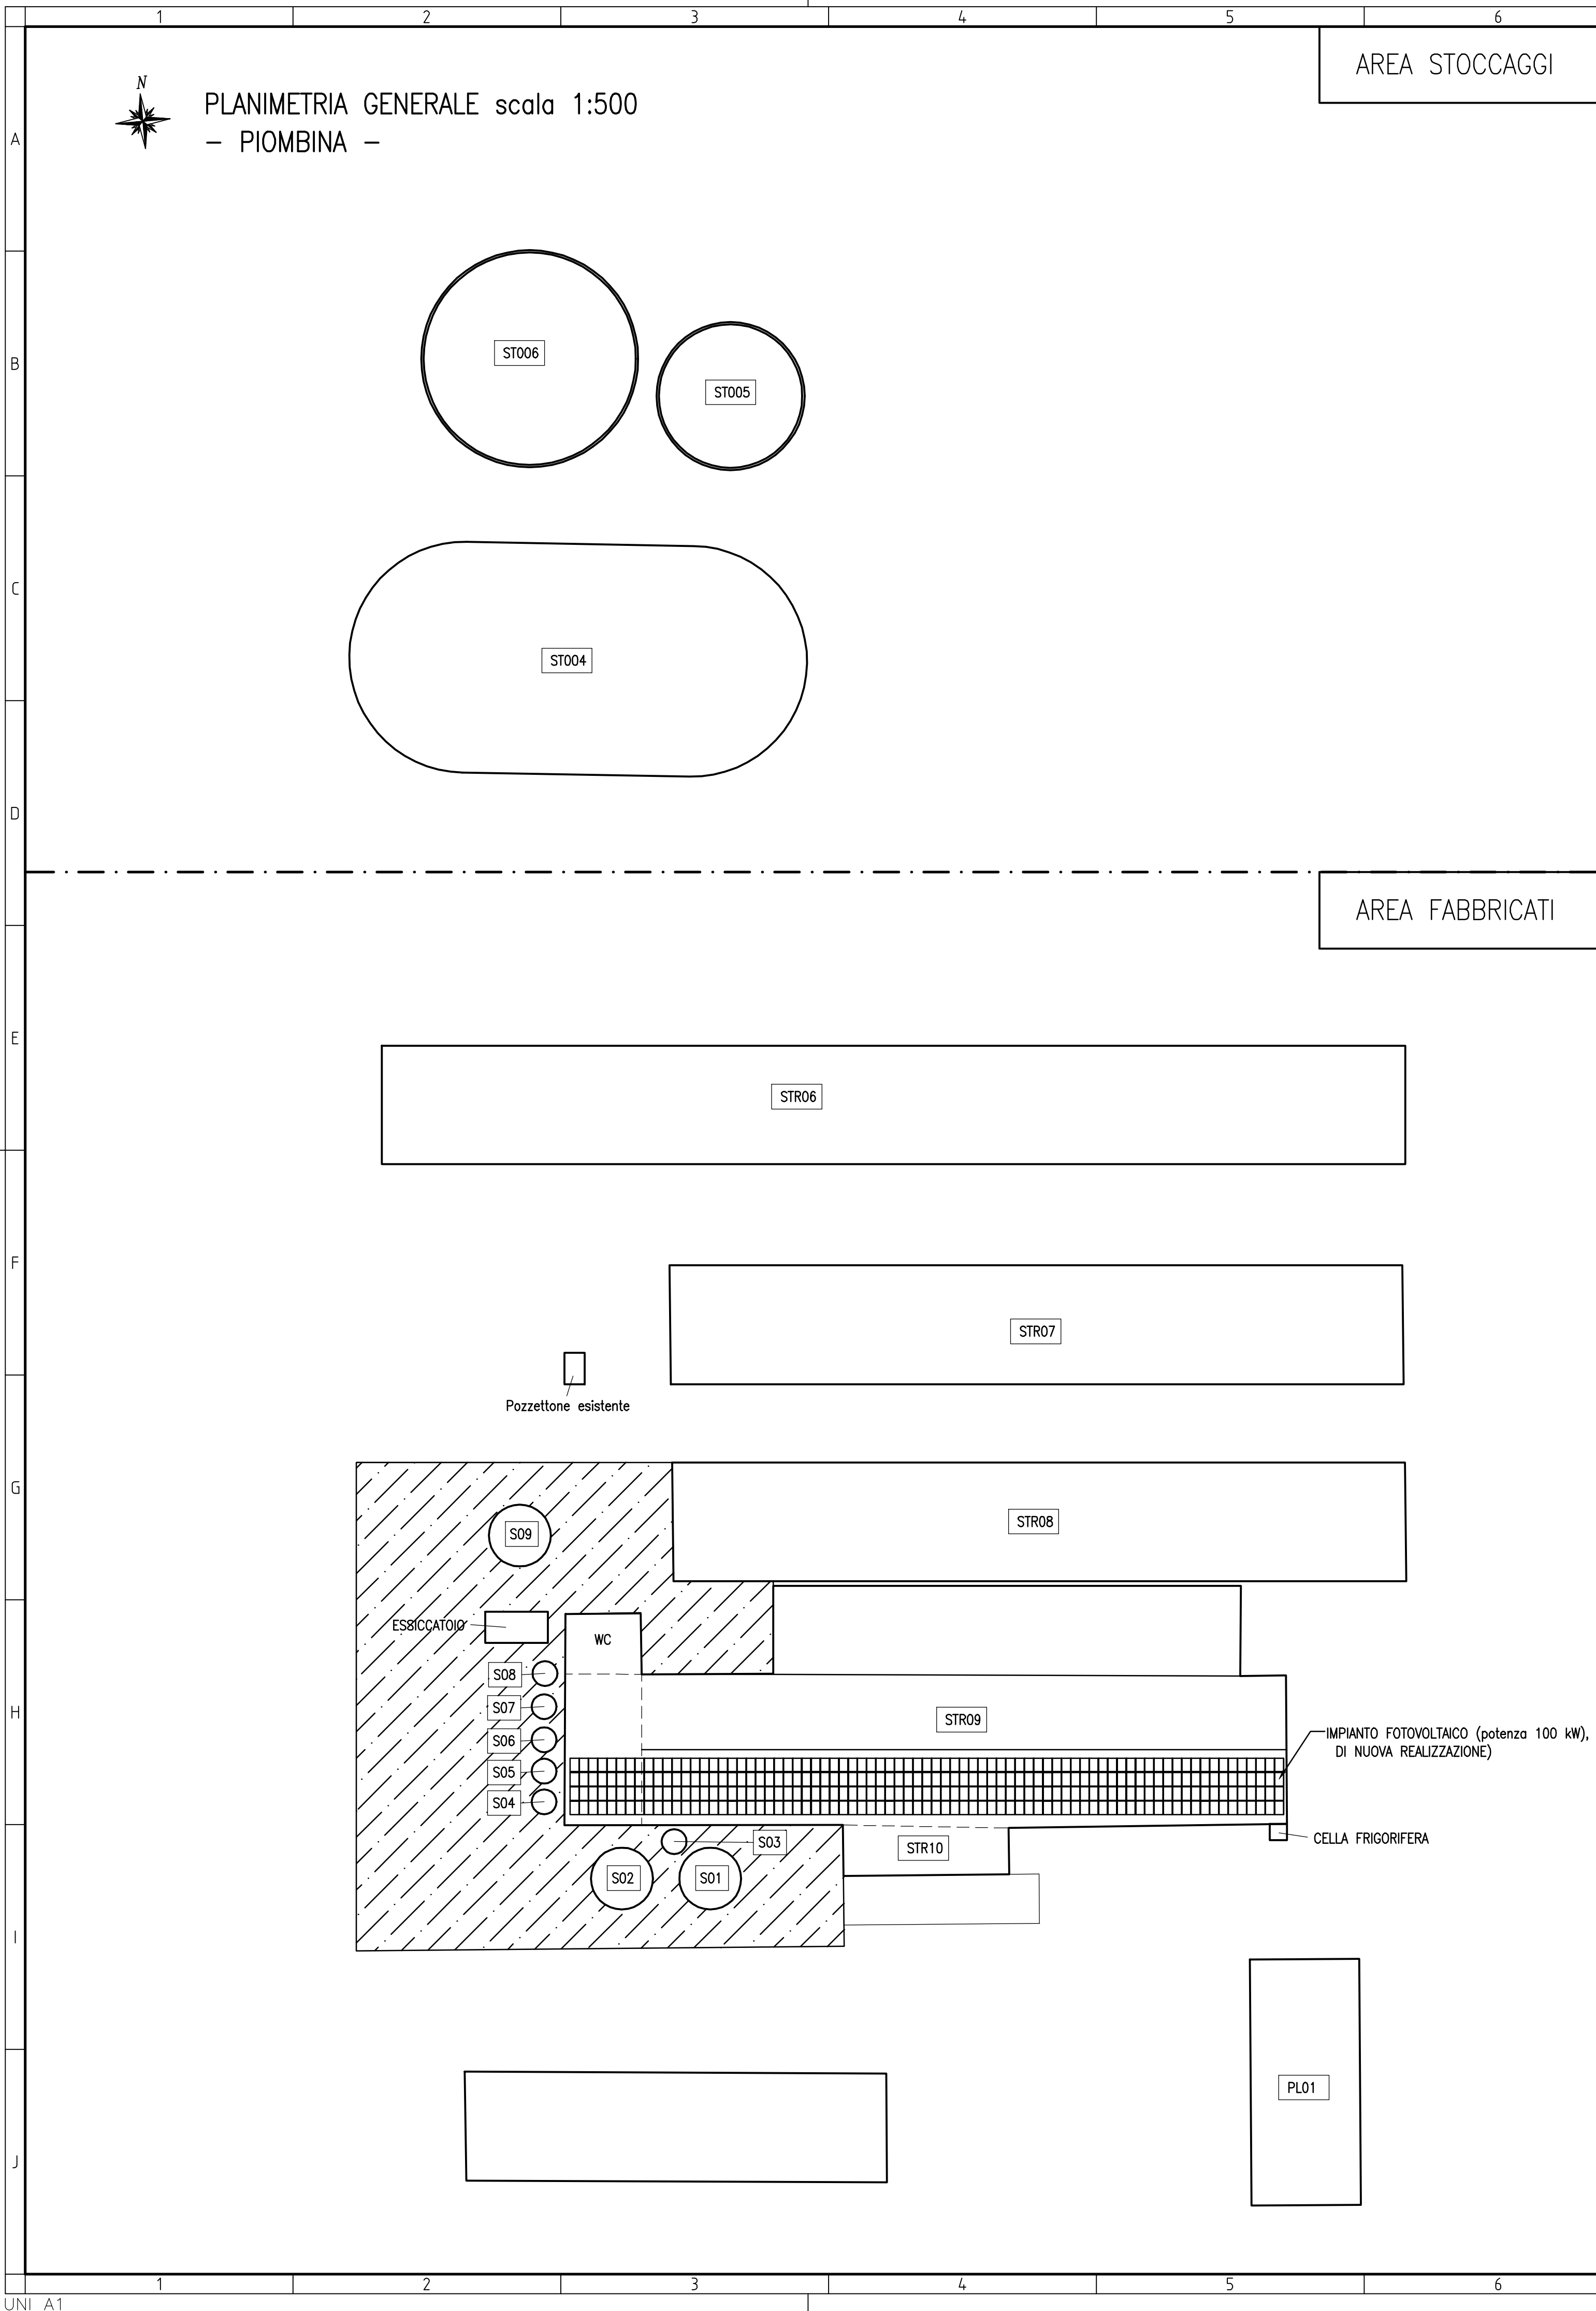 1 2 3 4 5 6
AREA STOCCAGGI
N
PLANIMETRIA GENERALE scala 1:500
- PIOMBINA -
A
B
ST006
ST005
C
ST004
D
AREA FABBRICATI
E
STR06
F
STR07
Pozzettone esistente
G
STR08
S09
ESSICCATOIO
WC
S08
S07
H
STR09
S06
IMPIANTO FOTOVOLTAICO (potenza 100 kW),
DI NUOVA REALIZZAZIONE)
S05
S04
S03
CELLA FRIGORIFERA
STR10
S02
S01
I
PL01
J
1 2 3 4 5 6
UNI A1